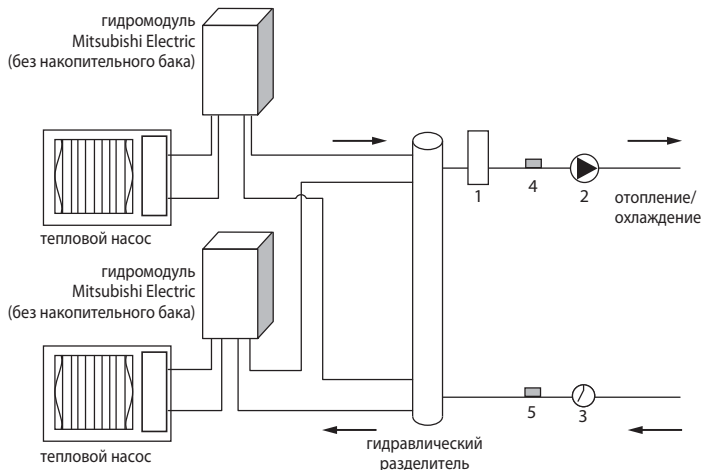 гидромодуль
Mitsubishi Electric
(без накопительного бака)
тепловой насос
1
4
2
отопление/
охлаждение
гидромодуль
Mitsubishi Electric
(без накопительного бака)
тепловой насос
5
3
гидравлический
разделитель